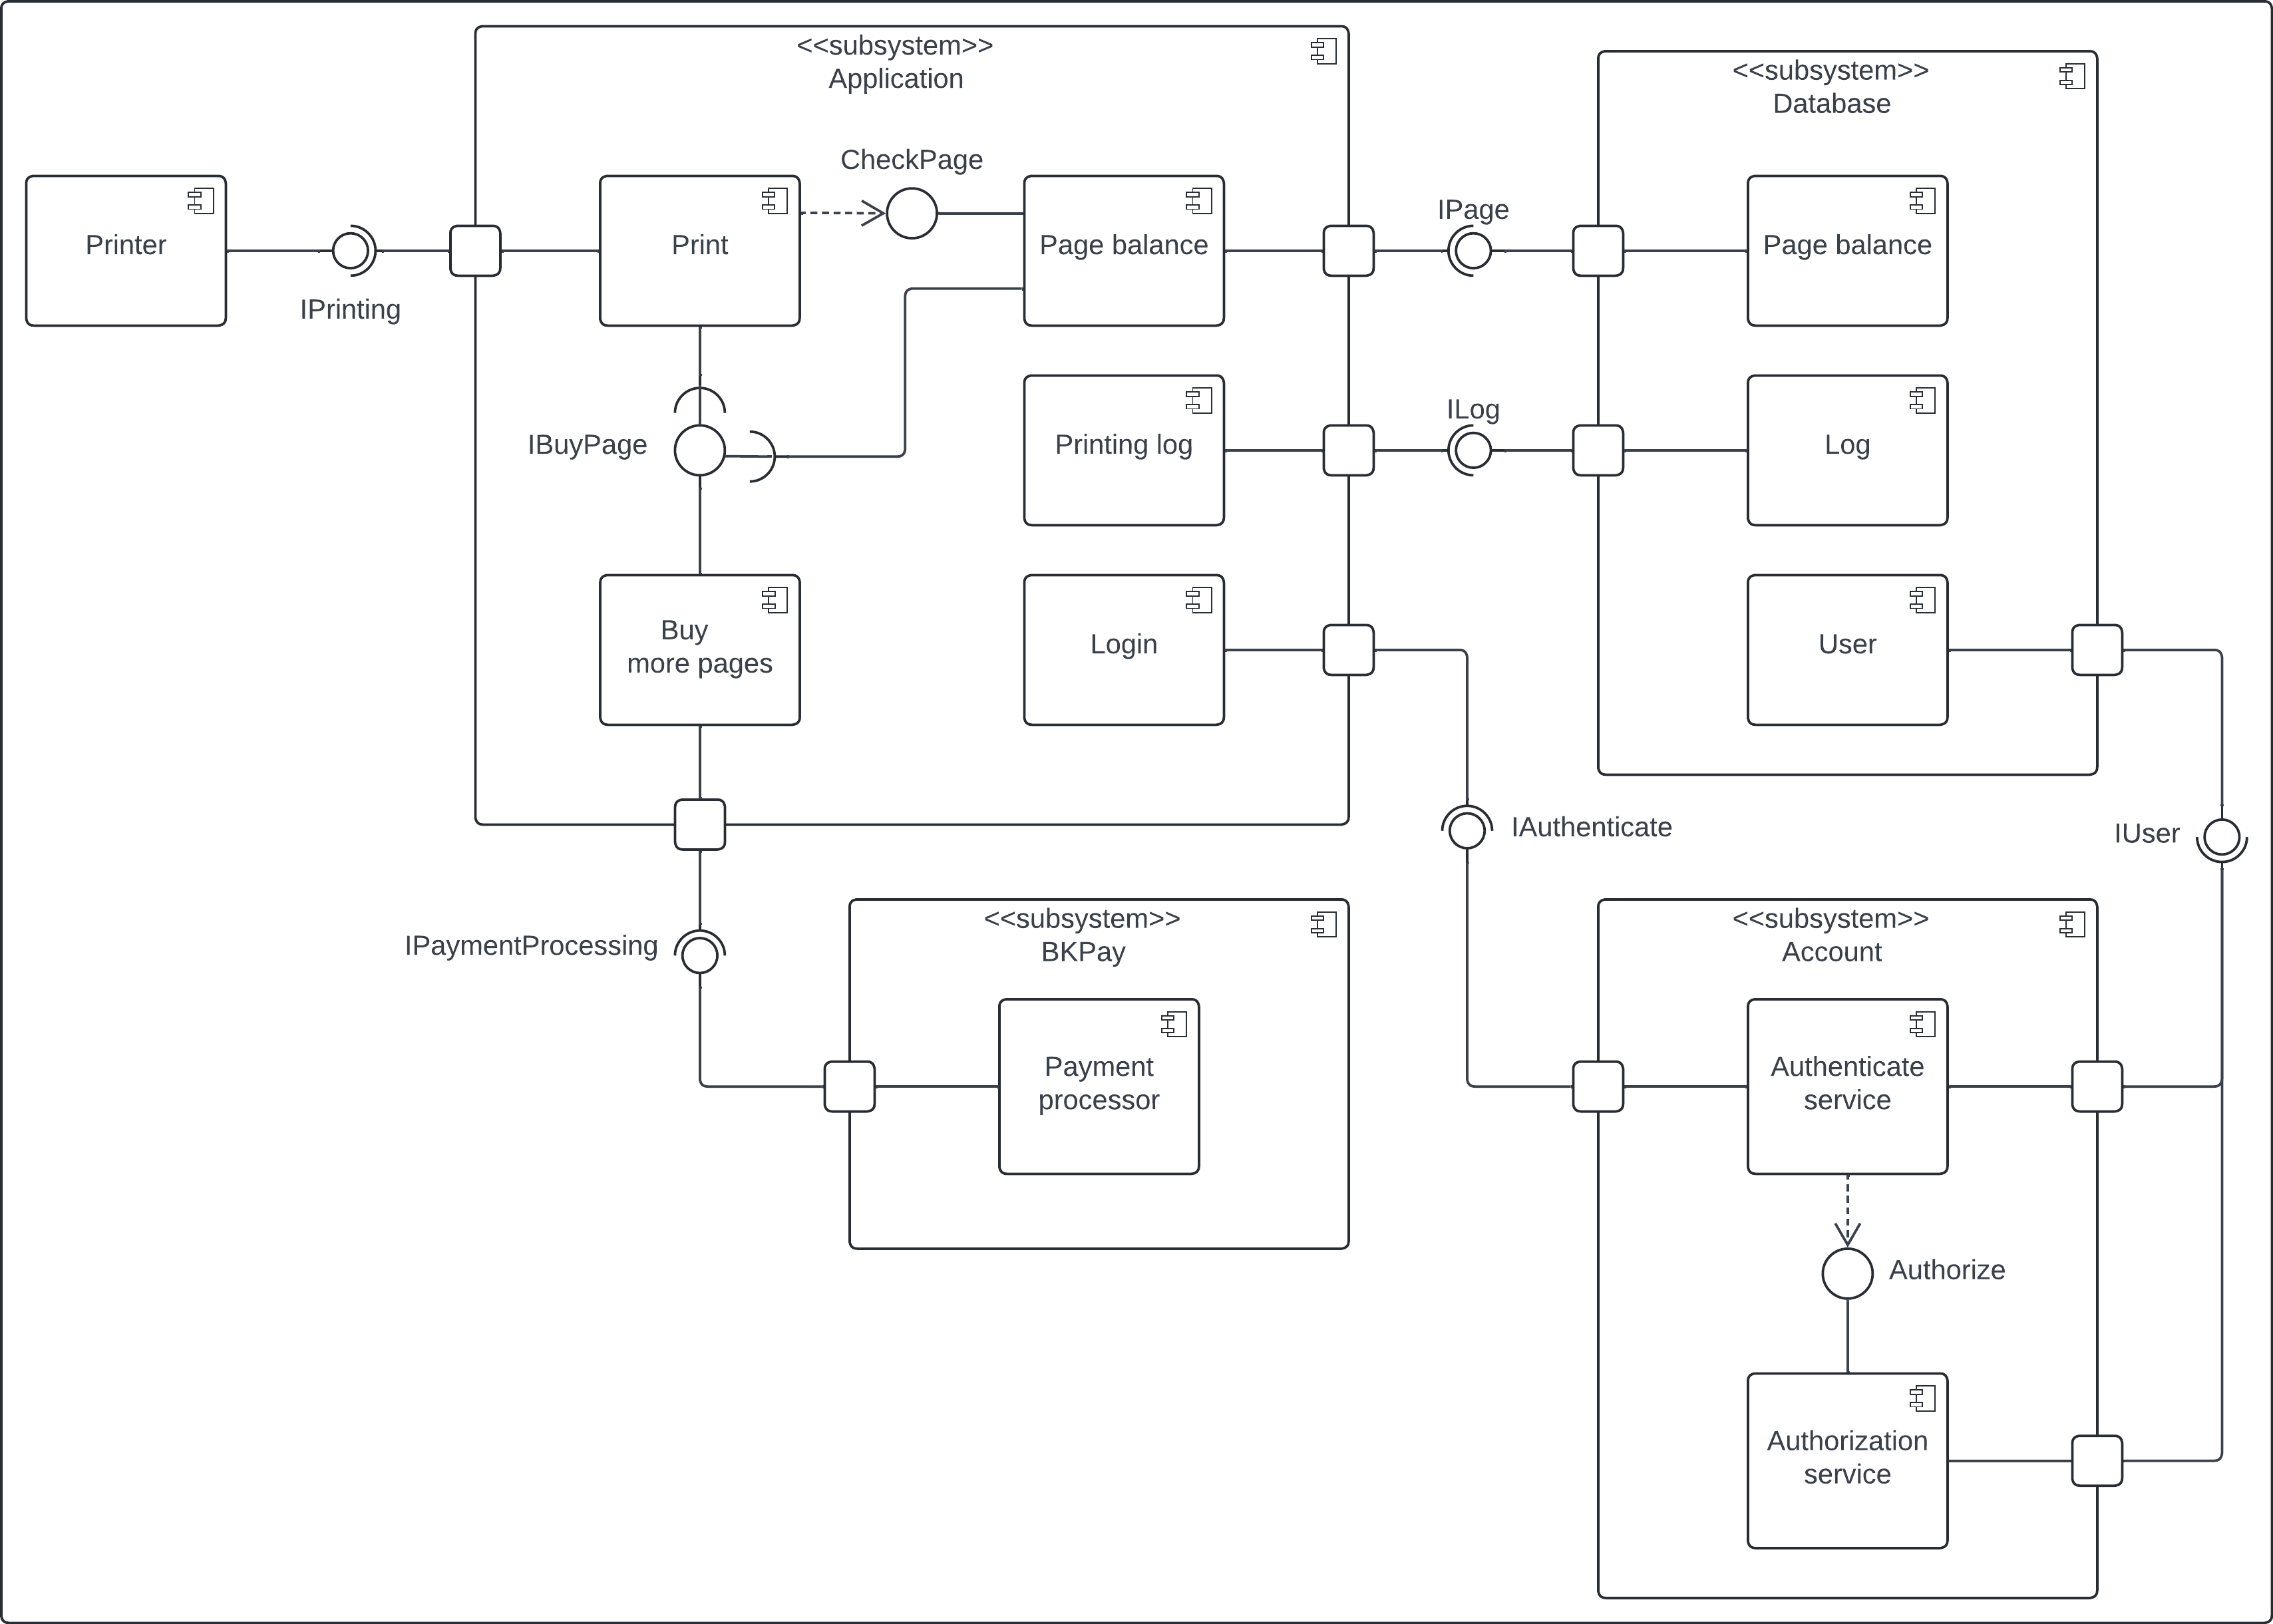 <<subsystem>>
Application
<<subsystem>>
Database
CheckPage
Printer
Print
Page balance
IPage
Page balance
IPrinting
IBuyPage
Printing log
ILog
Log
Buy
more pages
Login
User
IAuthenticate
IUser
IPaymentProcessing
<<subsystem>>
BKPay
<<subsystem>>
Account
Payment
processor
Authenticate
service
Authorize
Authorization
service